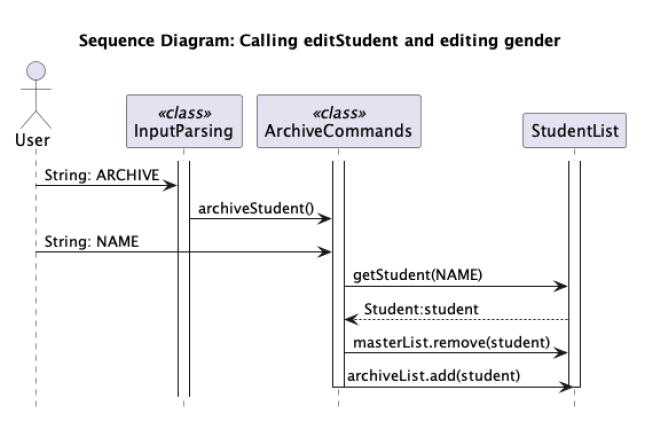 Sequence Diagram: Calling editStudent and editing gender
User
«class»
InputParsing
«class»
ArchiveCommands
StudentList
String: ARCHIVE
archiveStudent()
String: NAME
getStudent(NAME)
Student:student
masterList.remove(student)
archiveList.add(student)